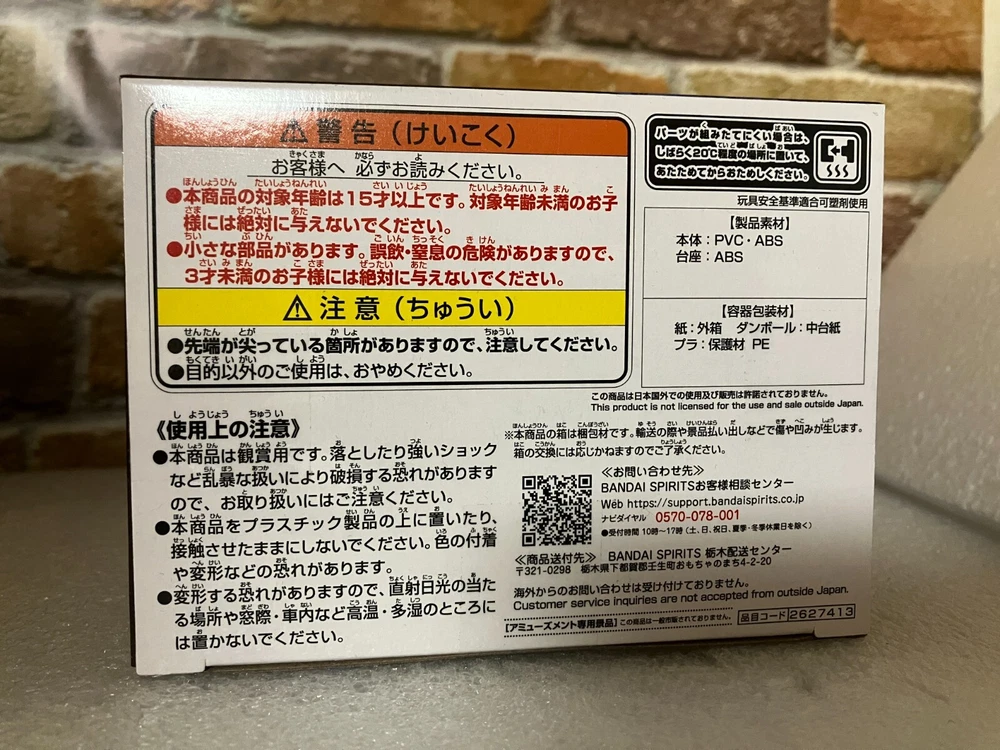 ⚠警告（けいこく）
お客様へ 必ずお読みください。
●本商品の対象年齢は15才以上です。対象年齢未満のお子
様には絶対に与えないでください。
●小さな部品があります。誤飲・窒息の危険がありますので、
3才未満のお子様には絶対に与えないでください。
⚠注意（ちゅうい）
●先端が尖っている箇所がありますので、注意してください。
●目的以外のご使用は、おやめください。
《使用上の注意》
●本商品は観賞用です。落としたり強いショック
など乱暴な扱いにより破損する恐れがあります
ので、お取り扱いにはご注意ください。
●本商品をプラスチック製品の上に置いたり、
接触させたままにしないでください。色の付着
や変形などの恐れがあります。
●変形する恐れがありますので、直射日光の当た
る場所や窓際・車内など高温・多湿のところに
は置かないでください。
パーツが組みたてにくい場合は、
しばらく20℃程度の場所に置いて、
あたためてからおためしください。
玩具安全基準適合可塑剤使用
【製品素材】
本体：PVC・ABS
台座：ABS
【容器包装材】
紙：外箱 ダンボール：中台紙
プラ：保護材 PE
この商品は日本国外での使用及び販売は許諾されておりません。
This product is not licensed for the use and sale outside Japan.
※本商品の箱は梱包材です。輸送の際や景品払い出しなどで傷や凹みが生じます。
箱の交換には応じかねますのでご了承ください。
≪お問い合わせ先≫
BANDAI SPIRITSお客様相談センター
Web https://support.bandaispirits.co.jp
ナビダイヤル 0570-078-001
●受付時間 10時～17時（土、日、祝日、夏季・冬季休業日を除く）
≪商品送付先≫ BANDAI SPIRITS 栃木配送センター
〒321-0298 栃木県下都賀郡壬生町おもちゃのまち4-2-20
海外からのお問い合わせは受け付けておりません。
Customer service inquiries are not accepted from outside Japan.
【アミューズメント専用景品】この商品は一般市販されておりません。
品目コード 2627413